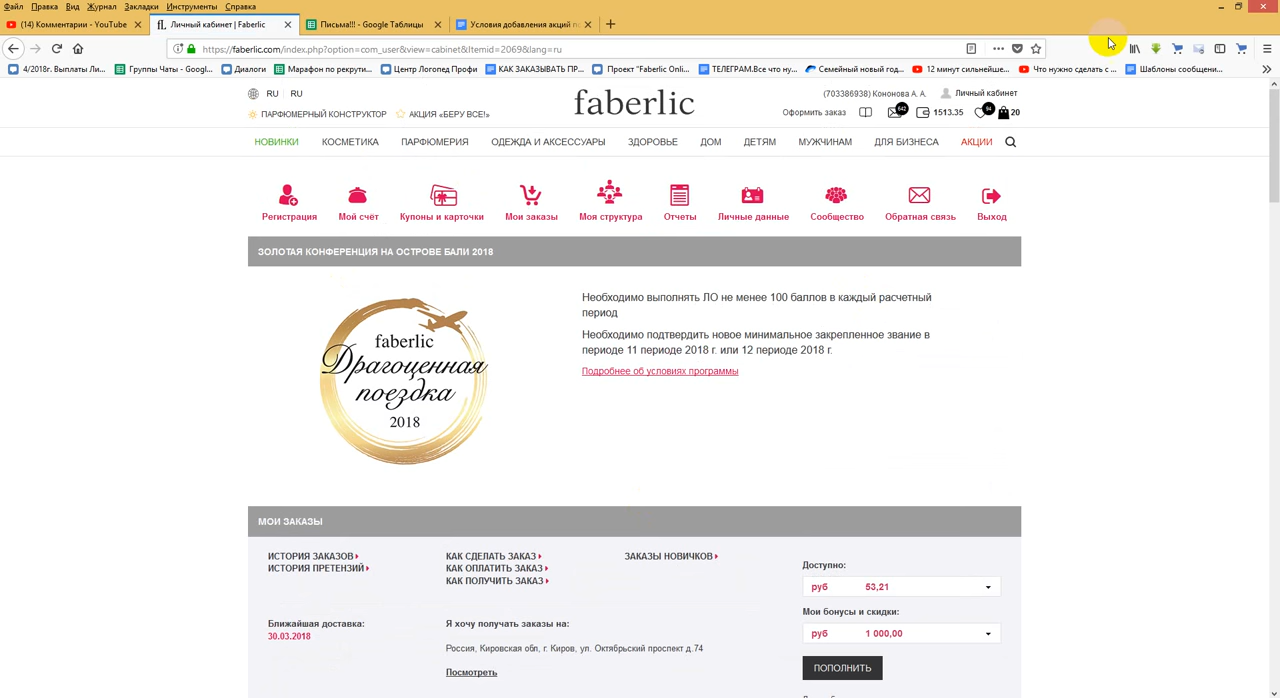 Файл Правка Вид Журнал Закладки Инструменты Справка
(14) Комментарии - YouTube
Личный кабинет | Faberlic
Письма!!! - Google Таблицы
Условия добавления акций п
https://faberlic.com/index.php?option=com_user&view=cabinet&Itemid=2069&lang=ru
4/2018г. Выплаты Ли...
Группы Чаты - Googl...
Диалоги
Марафон по рекрути...
Центр Логопед Профи
КАК ЗАКАЗЫВАТЬ ПР...
Проект "Faberlic Onli...
ТЕЛЕГРАМ.Все что ну...
Семейный новый год...
12 минут сильнейше...
Что нужно сделать с ...
Шаблоны сообщени...
RU RU
faberlic
(703386938) Кононова А. А. Личный кабинет
ПАРФЮМЕРНЫЙ КОНСТРУКТОР АКЦИЯ «БЕРУ ВСЕ!»
Оформить заказ 642 1513.35 94 20
НОВИНКИ КОСМЕТИКА ПАРФЮМЕРИЯ ОДЕЖДА И АКСЕССУАРЫ ЗДОРОВЬЕ ДОМ ДЕТЯМ МУЖЧИНАМ ДЛЯ БИЗНЕСА АКЦИИ
Регистрация Мой счёт Купоны и карточки Мои заказы Моя структура Отчеты Личные данные Сообщество Обратная связь Выход
ЗОЛОТАЯ КОНФЕРЕНЦИЯ НА ОСТРОВЕ БАЛИ 2018
faberlic
Драгоценная
поездка
2018
Необходимо выполнять ЛО не менее 100 баллов в каждый расчетный
период
Необходимо подтвердить новое минимальное закрепленное звание в
периоде 11 периоде 2018 г. или 12 периоде 2018 г.
Подробнее об условиях программы
МОИ ЗАКАЗЫ
ИСТОРИЯ ЗАКАЗОВ
ИСТОРИЯ ПРЕТЕНЗИЙ
КАК СДЕЛАТЬ ЗАКАЗ
КАК ОПЛАТИТЬ ЗАКАЗ
КАК ПОЛУЧИТЬ ЗАКАЗЫ
ЗАКАЗЫ НОВИЧКОВ
Доступно:
руб 53,21
Мои бонусы и скидки:
руб 1 000,00
ПОПОЛНИТЬ
Ближайшая доставка:
30.03.2018
Я хочу получать заказы на:
Россия, Кировская обл, г. Киров, ул. Октябрьский проспект д.74
Посмотреть